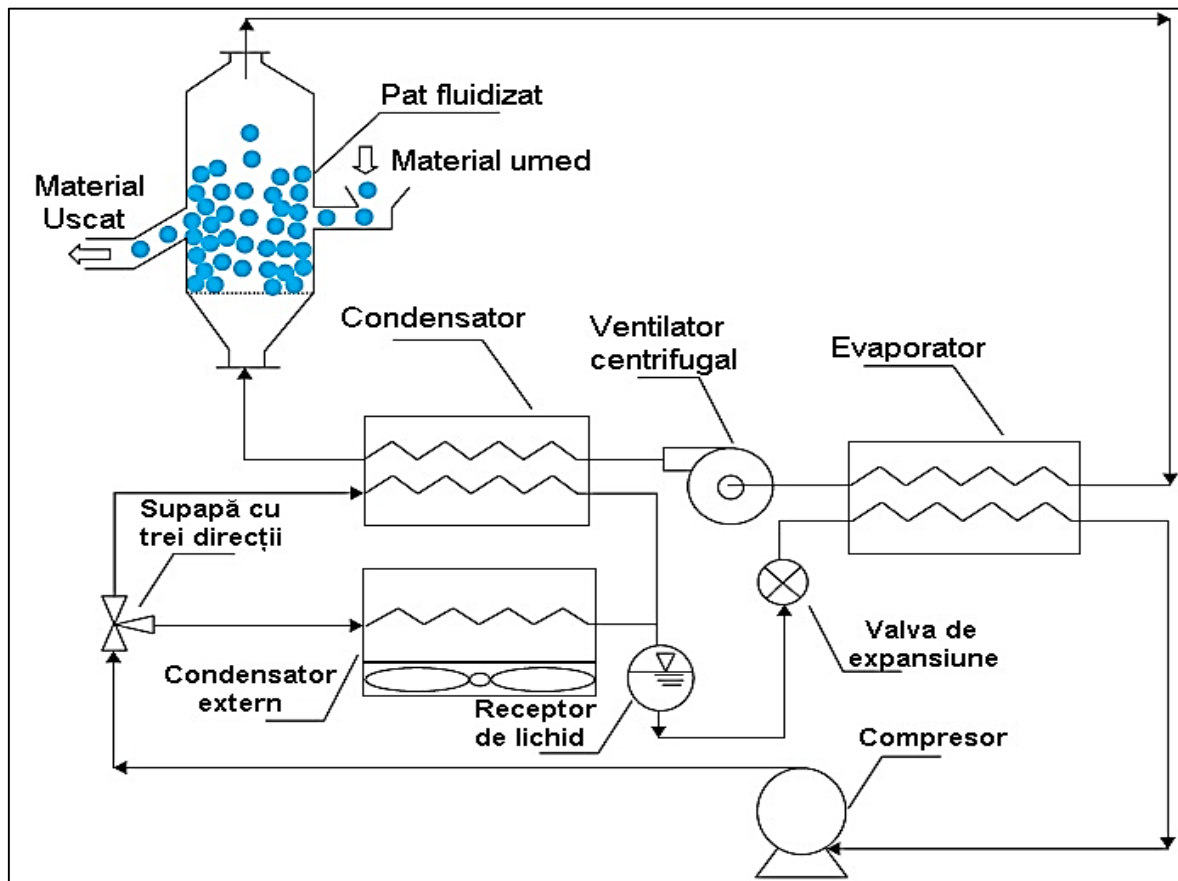 Pat fluidizat
Material umed
Material
Uscat
Condensator
Ventilator
centrifugal
Evaporator
Supapă cu
trei direcții
Valva de
expansiune
Condensator
extern
Receptor
de lichid
Compresor